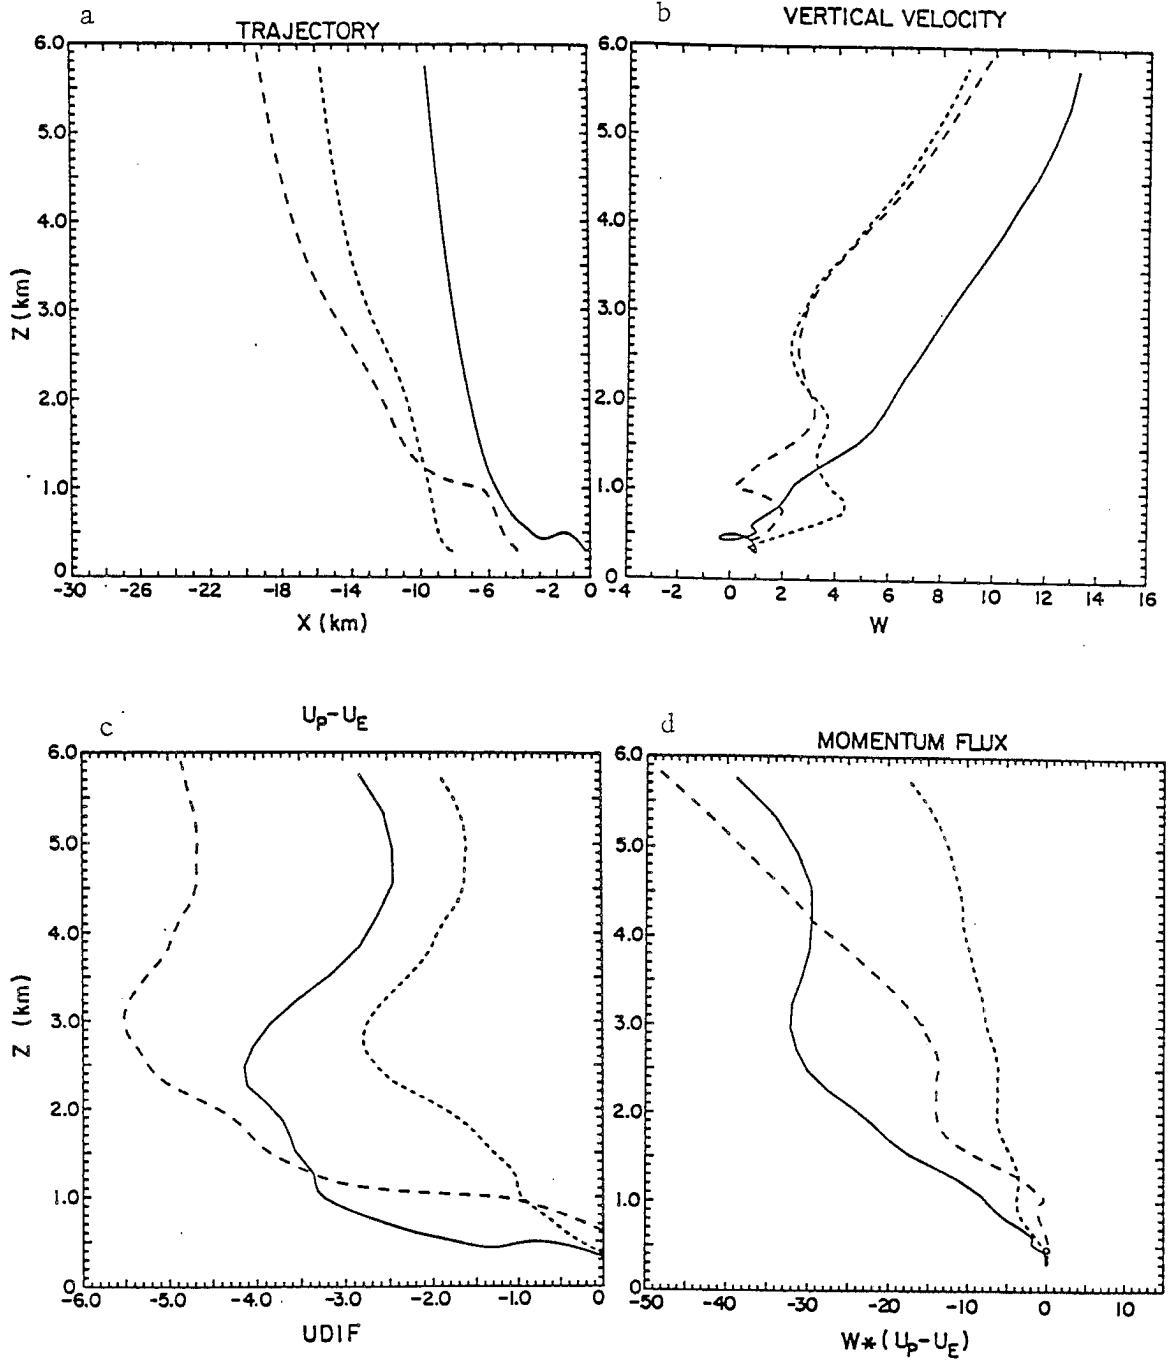 a
TRAJECTORY
6.0
5.0
4.0
3.0
2.0
1.0
0
Z (km)
-30 -26 -22 -18 -14 -10 -6 -2 0
X (km)
b
VERTICAL VELOCITY
6.0
5.0
4.0
3.0
2.0
1.0
0
-4 -2 0 2 4 6 8 10 12 14 16
W
c
UP-UE
6.0
5.0
4.0
3.0
2.0
1.0
0
Z (km)
-6.0 -5.0 -4.0 -3.0 -2.0 -1.0 0
UDIF
d
MOMENTUM FLUX
6.0
5.0
4.0
3.0
2.0
1.0
0
-50 -40 -30 -20 -10 0 10
W*(UP-UE)